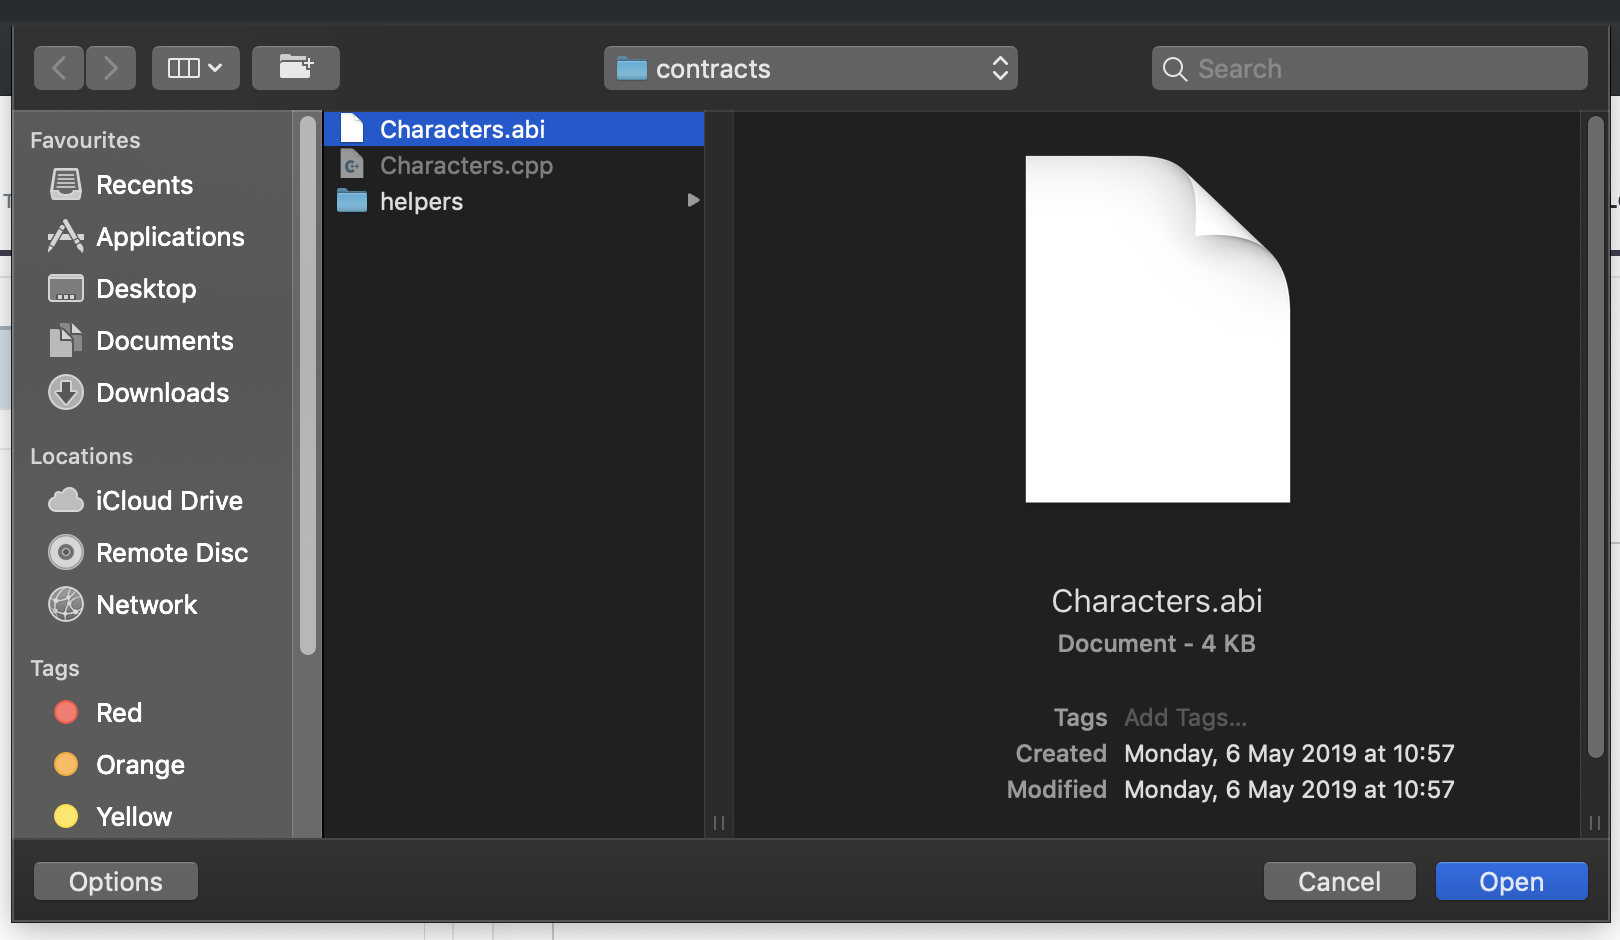 contracts
Search
Favourites
Recents
Applications
Desktop
Documents
Downloads
Locations
iCloud Drive
Remote Disc
Network
Tags
Red
Orange
Yellow
Characters.abi
Characters.cpp
helpers
Characters.abi
Document - 4 KB
Tags Add Tags...
Created Monday, 6 May 2019 at 10:57
Modified Monday, 6 May 2019 at 10:57
Options
Cancel
Open